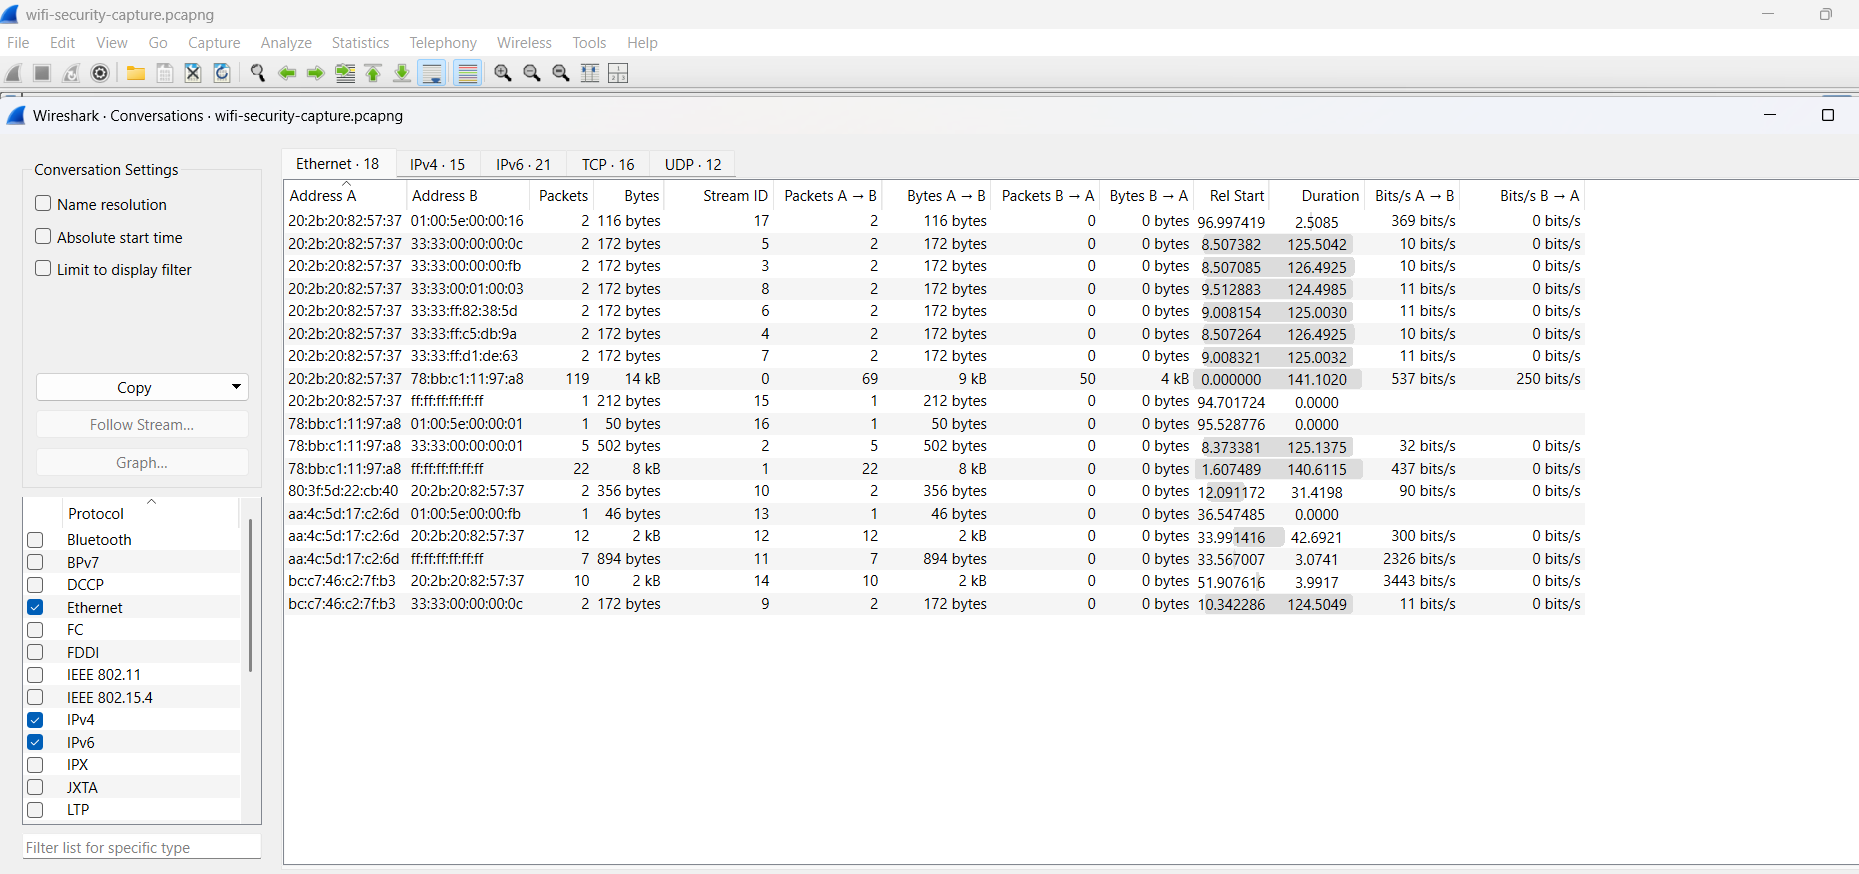 wifi-security-capture.pcapng
File Edit View Go Capture Analyze Statistics Telephony Wireless Tools Help
Wireshark · Conversations · wifi-security-capture.pcapng
Conversation Settings
Name resolution
Absolute start time
Limit to display filter
Copy
Follow Stream...
Graph...
Protocol
Bluetooth
BPv7
DCCP
Ethernet
FC
FDDI
IEEE 802.11
IEEE 802.15.4
IPv4
IPv6
IPX
JXTA
LTP
Filter list for specific type
Ethernet · 18 IPv4 · 15 IPv6 · 21 TCP · 16 UDP · 12
Address A Address B Packets Bytes Stream ID Packets A → B Bytes A → B Packets B → A Bytes B → A Rel Start Duration Bits/s A → B Bits/s B → A
20:2b:20:82:57:37 01:00:5e:00:00:16 2 116 bytes 17 2 116 bytes 0 0 bytes 96.997419 2.5085 369 bits/s 0 bits/s
20:2b:20:82:57:37 33:33:00:00:00:0c 2 172 bytes 5 2 172 bytes 0 0 bytes 8.507382 125.5042 10 bits/s 0 bits/s
20:2b:20:82:57:37 33:33:00:00:00:fb 2 172 bytes 3 2 172 bytes 0 0 bytes 8.507085 126.4925 10 bits/s 0 bits/s
20:2b:20:82:57:37 33:33:00:01:00:03 2 172 bytes 8 2 172 bytes 0 0 bytes 9.512883 124.4985 11 bits/s 0 bits/s
20:2b:20:82:57:37 33:33:ff:82:38:5d 2 172 bytes 6 2 172 bytes 0 0 bytes 9.008154 125.0030 11 bits/s 0 bits/s
20:2b:20:82:57:37 33:33:ff:c5:db:9a 2 172 bytes 4 2 172 bytes 0 0 bytes 8.507264 126.4925 10 bits/s 0 bits/s
20:2b:20:82:57:37 33:33:ff:d1:de:63 2 172 bytes 7 2 172 bytes 0 0 bytes 9.008321 125.0032 11 bits/s 0 bits/s
20:2b:20:82:57:37 78:bb:c1:11:97:a8 119 14 kB 0 69 9 kB 50 4 kB 0.000000 141.1020 537 bits/s 250 bits/s
20:2b:20:82:57:37 ff:ff:ff:ff:ff:ff 1 212 bytes 15 1 212 bytes 0 0 bytes 94.701724 0.0000
78:bb:c1:11:97:a8 01:00:5e:00:00:01 1 50 bytes 16 1 50 bytes 0 0 bytes 95.528776 0.0000
78:bb:c1:11:97:a8 33:33:00:00:00:01 5 502 bytes 2 5 502 bytes 0 0 bytes 8.373381 125.1375 32 bits/s 0 bits/s
78:bb:c1:11:97:a8 ff:ff:ff:ff:ff:ff 22 8 kB 1 22 8 kB 0 0 bytes 1.607489 140.6115 437 bits/s 0 bits/s
80:3f:5d:22:cb:40 20:2b:20:82:57:37 2 356 bytes 10 2 356 bytes 0 0 bytes 12.091172 31.4198 90 bits/s 0 bits/s
aa:4c:5d:17:c2:6d 01:00:5e:00:00:fb 1 46 bytes 13 1 46 bytes 0 0 bytes 36.547485 0.0000
aa:4c:5d:17:c2:6d 20:2b:20:82:57:37 12 2 kB 12 12 2 kB 0 0 bytes 33.991416 42.6921 300 bits/s 0 bits/s
aa:4c:5d:17:c2:6d ff:ff:ff:ff:ff:ff 7 894 bytes 11 7 894 bytes 0 0 bytes 33.567007 3.0741 2326 bits/s 0 bits/s
bc:c7:46:c2:7f:b3 20:2b:20:82:57:37 10 2 kB 14 10 2 kB 0 0 bytes 51.907616 3.9917 3443 bits/s 0 bits/s
bc:c7:46:c2:7f:b3 33:33:00:00:00:0c 2 172 bytes 9 2 172 bytes 0 0 bytes 10.342286 124.5049 11 bits/s 0 bits/s